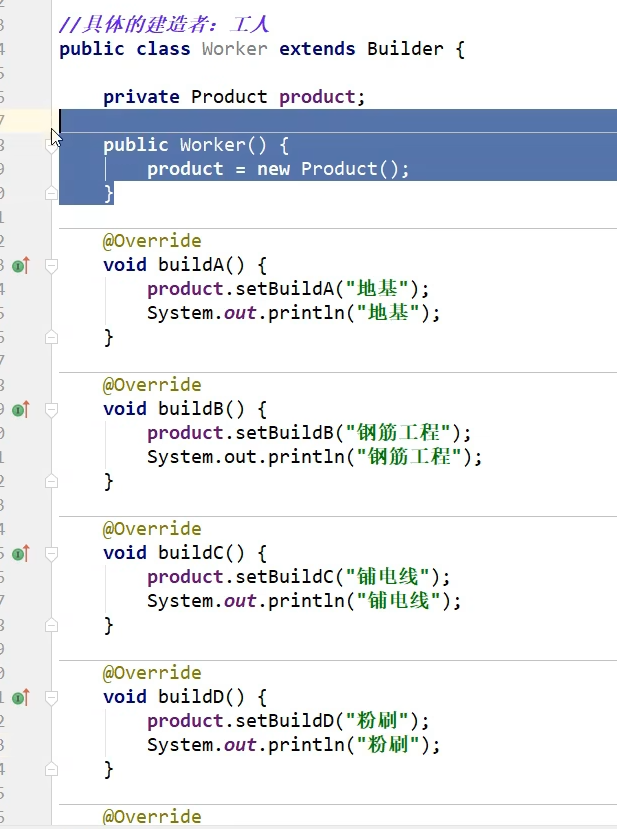 //具体的建造者：工人
public class Worker extends Builder {
private Product product;
public Worker() {
product = new Product();
}
@Override
void buildA() {
product.setBuildA("地基");
System.out.println("地基");
}
@Override
void buildB() {
product.setBuildB("钢筋工程");
System.out.println("钢筋工程");
}
@Override
void buildC() {
product.setBuildC("铺电线");
System.out.println("铺电线");
}
@Override
void buildD() {
product.setBuildD("粉刷");
System.out.println("粉刷");
}
@Override